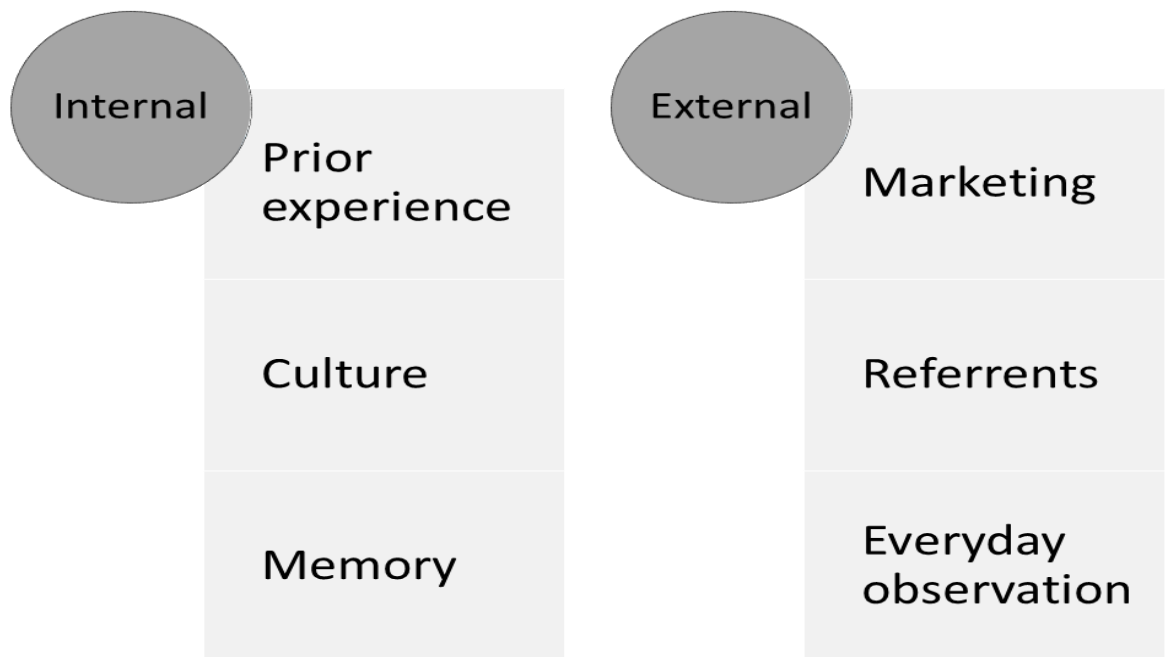 Internal
Prior
experience
Culture
Memory
External
Marketing
Referrents
Everyday
observation